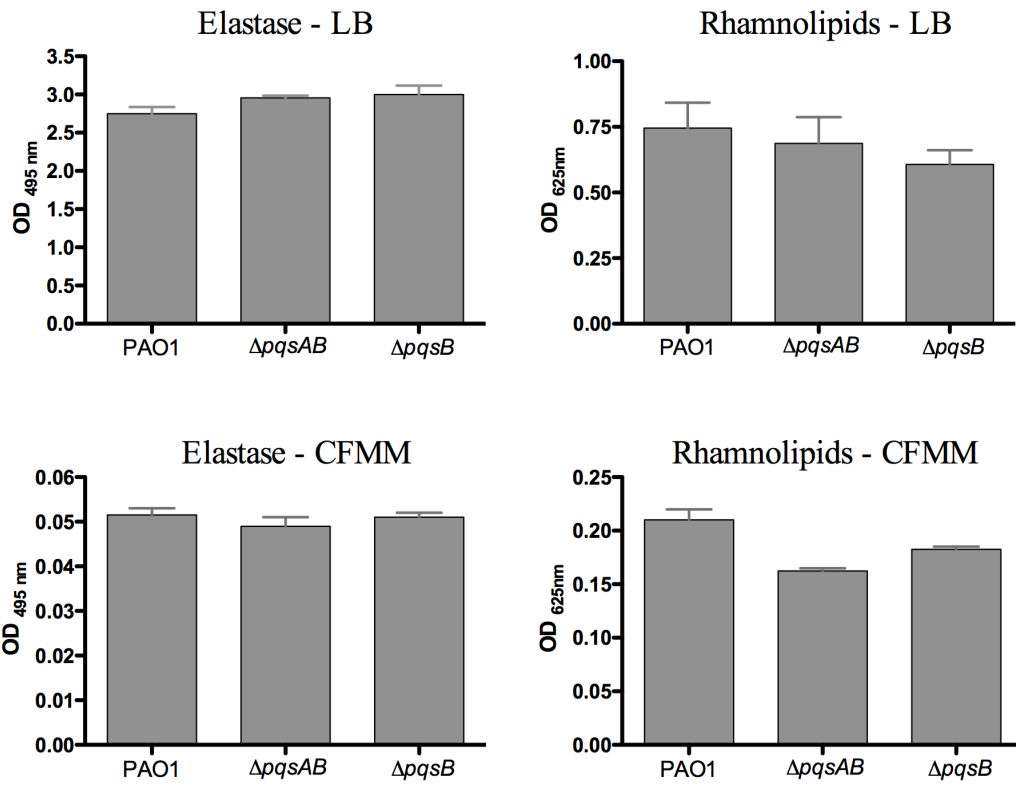 Elastase - LB
OD 495 nm
3.5
3.0
2.5
2.0
1.5
1.0
0.5
0.0
PAO1 ΔpqsAB ΔpqsB
Rhamnolipids - LB
OD 625nm
1.00
0.75
0.50
0.25
0.00
PAO1 ΔpqsAB ΔpqsB
Elastase - CFMM
OD 495 nm
0.06
0.05
0.04
0.03
0.02
0.01
0.00
PAO1 ΔpqsAB ΔpqsB
Rhamnolipids - CFMM
OD 625nm
0.25
0.20
0.15
0.10
0.05
0.00
PAO1 ΔpqsAB ΔpqsB